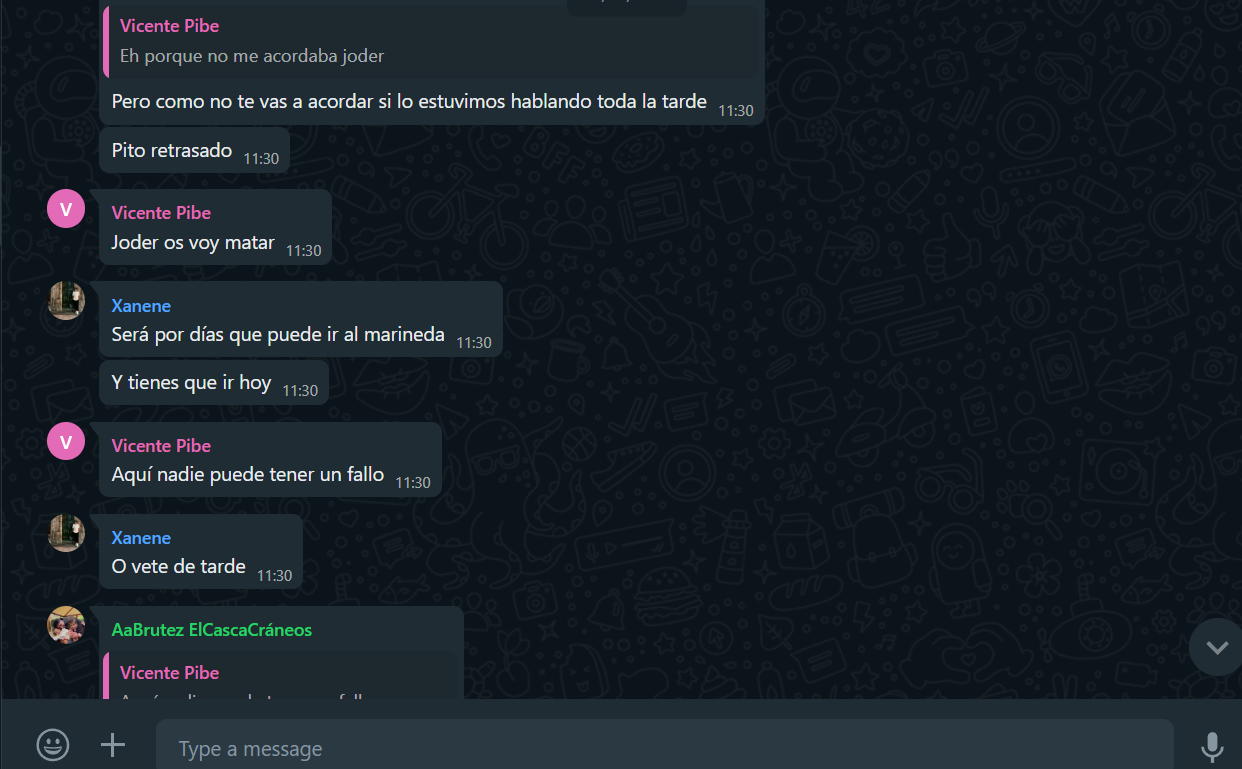 Vicente Pibe
Eh porque no me acordaba joder
Pero como no te vas a acordar si lo estuvimos hablando toda la tarde 11:30
Pito retrasado 11:30
V
Vicente Pibe
Joder os voy matar 11:30
Xanene
Será por días que puede ir al marineda 11:30
Y tienes que ir hoy 11:30
V
Vicente Pibe
Aquí nadie puede tener un fallo 11:30
Xanene
O vete de tarde 11:30
AaBrutez ElCascaCráneos
Vicente Pibe
Type a message